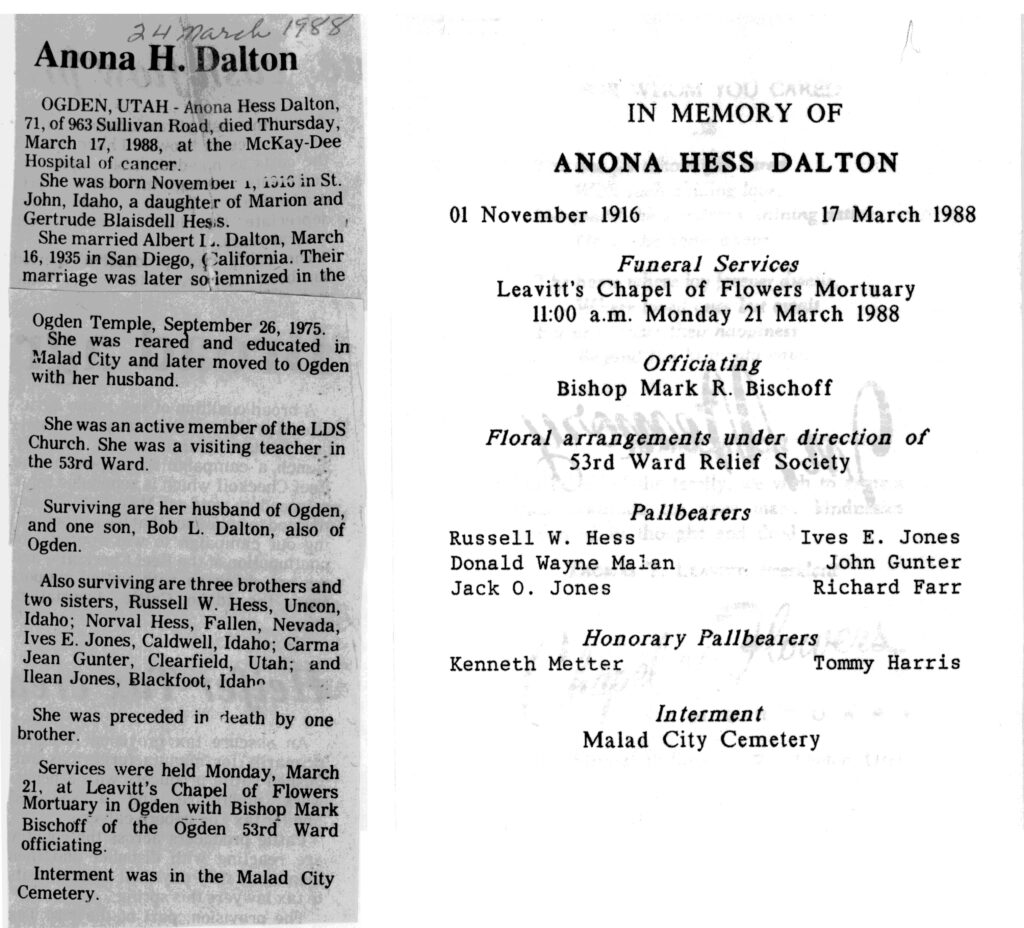 24 March 1988
Anona H. Dalton
OGDEN, UTAH - Anona Hess Dalton,
71, of 963 Sullivan Road, died Thursday,
March 17, 1988, at the McKay-Dee
Hospital of cancer.
She was born November 1, 1916 in St.
John, Idaho, a daughter of Marion and
Gertrude Blaisdell Hess.
She married Albert L. Dalton, March
16, 1935 in San Diego, California. Their
marriage was later solemnized in the
Ogden Temple, September 26, 1975.
She was reared and educated in
Malad City and later moved to Ogden
with her husband.
She was an active member of the LDS
Church. She was a visiting teacher in
the 53rd Ward.
Surviving are her husband of Ogden,
and one son, Bob L. Dalton, also of
Ogden.
Also surviving are three brothers and
two sisters, Russell W. Hess, Uncon,
Idaho; Norval Hess, Fallen, Nevada,
Ives E. Jones, Caldwell, Idaho; Carma
Jean Gunter, Clearfield, Utah; and
Ilean Jones, Blackfoot, Idaho
She was preceded in death by one
brother.
Services were held Monday, March
21, at Leavitt's Chapel of Flowers
Mortuary in Ogden with Bishop Mark
Bischoff of the Ogden 53rd Ward
officiating.
Interment was in the Malad City
Cemetery.
IN MEMORY OF
ANONA HESS DALTON
01 November 1916 17 March 1988
Funeral Services
Leavitt's Chapel of Flowers Mortuary
11:00 a.m. Monday 21 March 1988
Officiating
Bishop Mark R. Bischoff
Floral arrangements under direction of
53rd Ward Relief Society
Pallbearers
Russell W. Hess Ives E. Jones
Donald Wayne Malan John Gunter
Jack O. Jones Richard Farr
Honorary Pallbearers
Kenneth Metter Tommy Harris
Interment
Malad City Cemetery